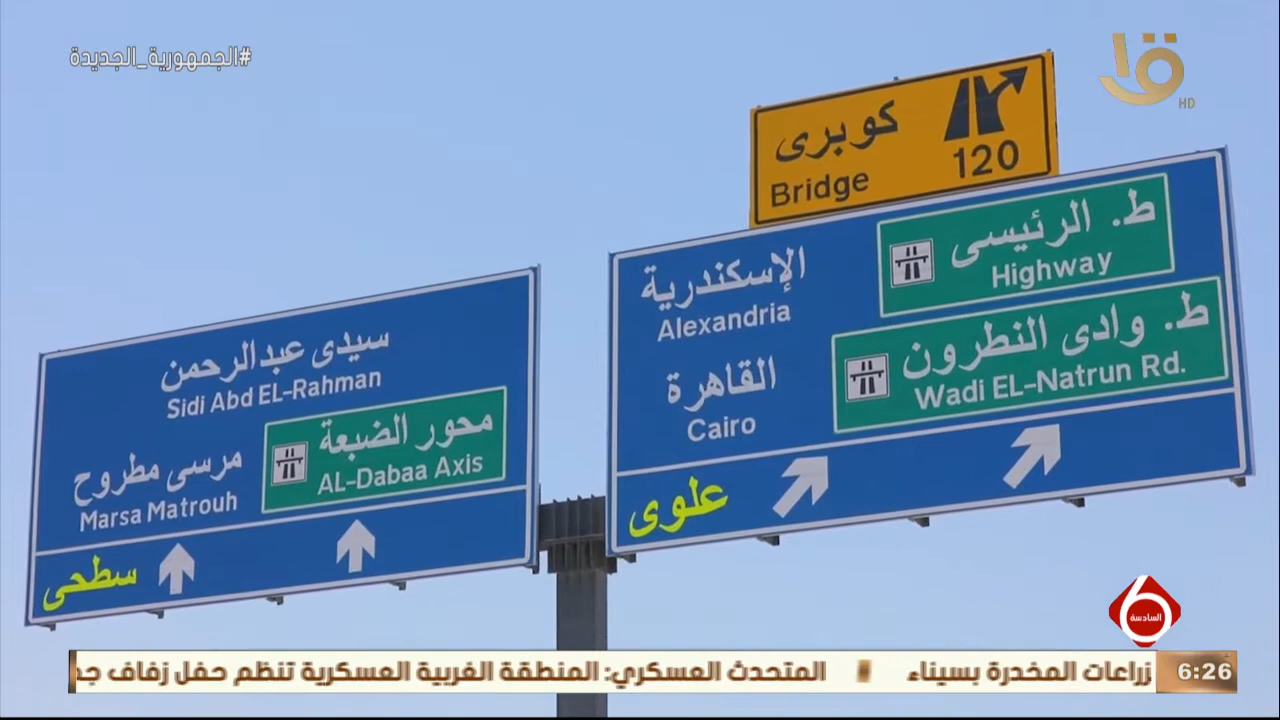 #الجمهورية_الجديدة
HD
كوبرى
Bridge
120
ط. الرئيسى
Highway
الإسكندرية
Alexandria
ط. وادى النطرون
Wadi EL-Natrun Rd.
القاهرة
Cairo
علوى
سيدى عبدالرحمن
Sidi Abd EL-Rahman
محور الضبعة
AL-Dabaa Axis
مرسى مطروح
Marsa Matrouh
سطحى
السادسة
6:26
زراعات المخدرة بسيناء
المتحدث العسكري: المنطقة الغربية العسكرية تنظم حفل زفاف